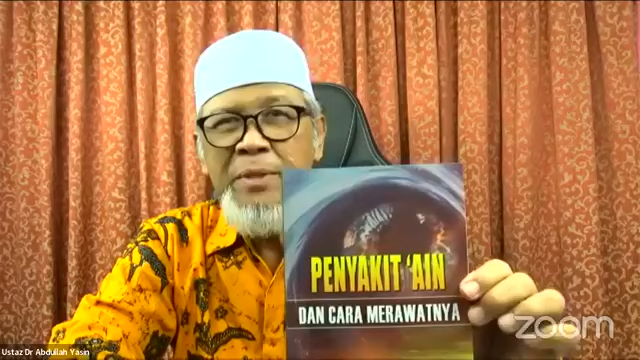 PENYAKIT 'AIN
DAN CARA MERAWATNYA
Ustaz Dr Abdullah Yasin
zoom